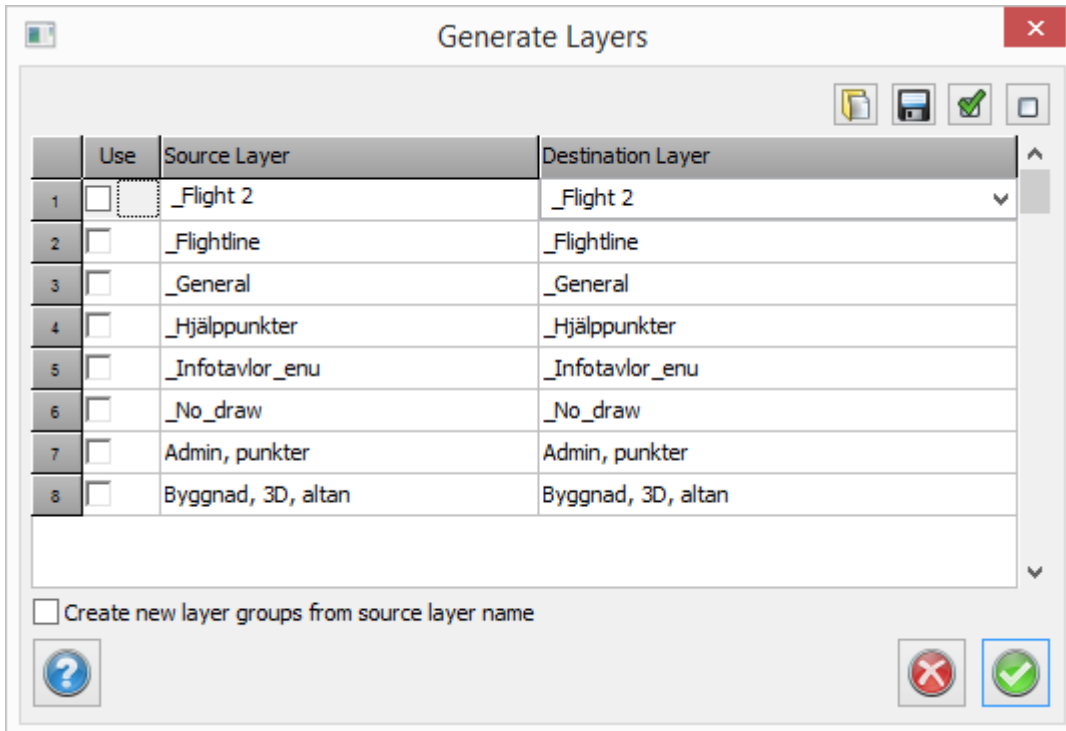 Generate Layers
Use Source Layer Destination Layer
1 _Flight 2 _Flight 2
2 _Flightline _Flightline
3 _General _General
4 _Hjälppunkter _Hjälppunkter
5 _Infotavlor_enu _Infotavlor_enu
6 _No_draw _No_draw
7 Admin, punkter Admin, punkter
8 Byggnad, 3D, altan Byggnad, 3D, altan
Create new layer groups from source layer name